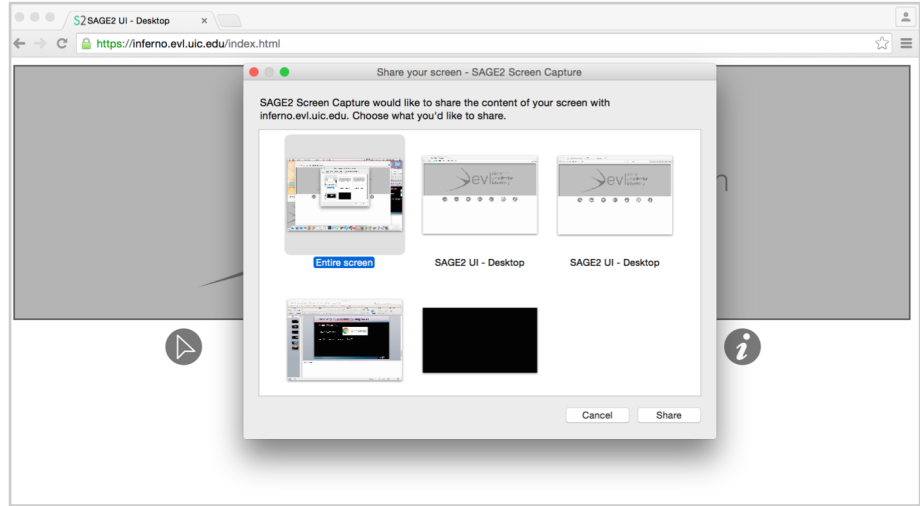 S2 SAGE2 UI - Desktop ×
https://inferno.evl.uic.edu/index.html
Share your screen - SAGE2 Screen Capture
SAGE2 Screen Capture would like to share the content of your screen with
inferno.evl.uic.edu. Choose what you'd like to share.
evl
evl
n
Entire screen
SAGE2 UI - Desktop
SAGE2 UI - Desktop
i
Cancel
Share